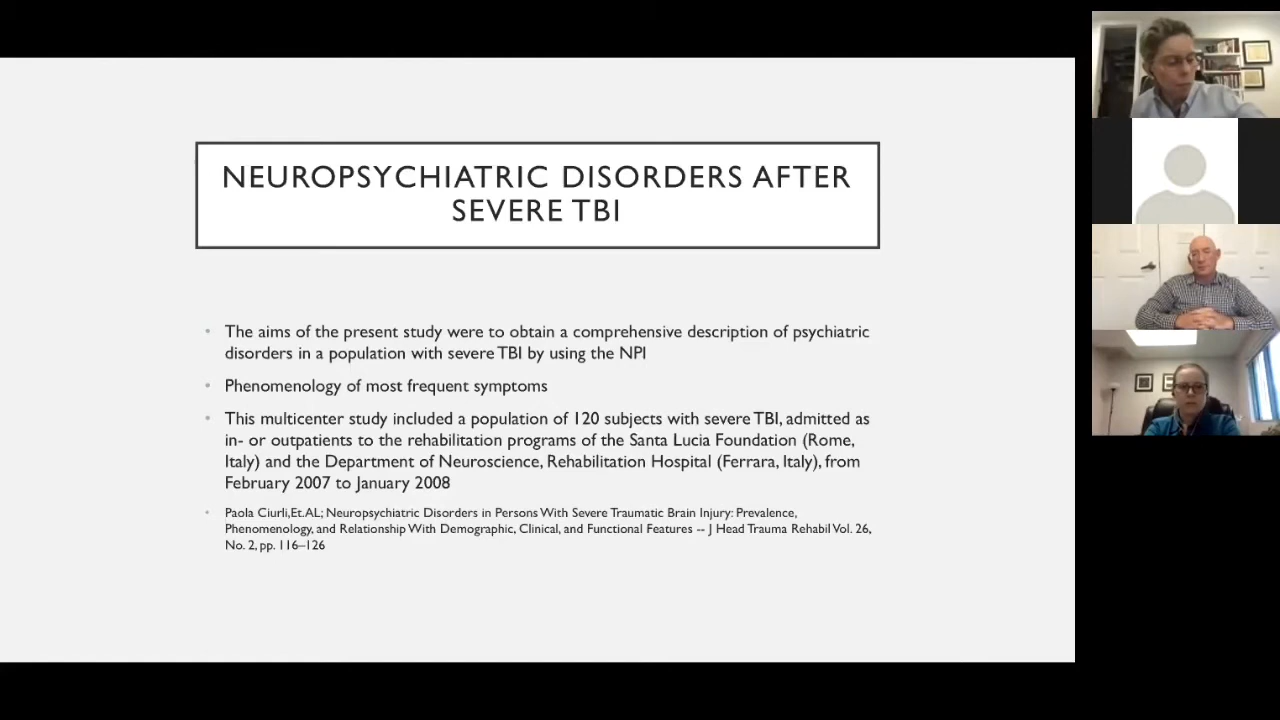 NEUROPSYCHIATRIC DISORDERS AFTER
SEVERE TBI
• The aims of the present study were to obtain a comprehensive description of psychiatric
disorders in a population with severe TBI by using the NPI
• Phenomenology of most frequent symptoms
• This multicenter study included a population of 120 subjects with severe TBI, admitted as
in- or outpatients to the rehabilitation programs of the Santa Lucia Foundation (Rome,
Italy) and the Department of Neuroscience, Rehabilitation Hospital (Ferrara, Italy), from
February 2007 to January 2008
• Paola Ciurli,Et.AL; Neuropsychiatric Disorders in Persons With Severe Traumatic Brain Injury: Prevalence,
Phenomenology, and Relationship With Demographic, Clinical, and Functional Features -- J Head Trauma Rehabil Vol. 26,
No. 2, pp. 116–126